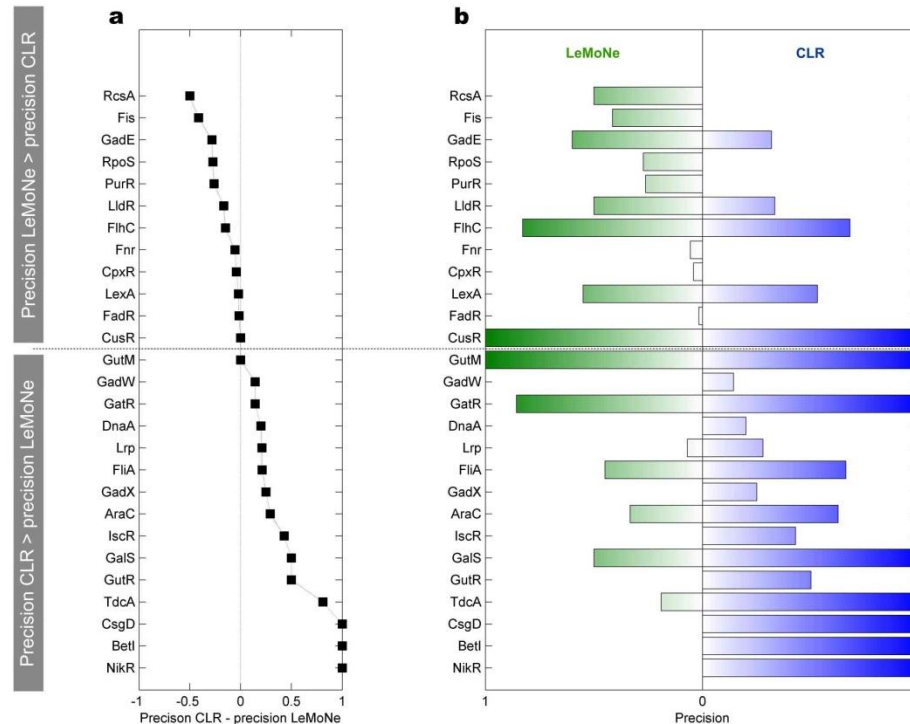 a
b
Precision LeMoNe > precision CLR
Precision CLR > precision LeMoNe
LeMoNe
CLR
RcsA
Fis
GadE
RpoS
PurR
LldR
FlhC
Fnr
CpxR
LexA
FadR
CusR
GutM
GadW
GatR
DnaA
Lrp
FliA
GadX
AraC
IscR
GalS
GutR
TdcA
CsgD
BetI
NikR
-1 -0.5 0 0.5 1
Precison CLR - precision LeMoNe
RcsA
Fis
GadE
RpoS
PurR
LldR
FlhC
Fnr
CpxR
LexA
FadR
CusR
GutM
GadW
GatR
DnaA
Lrp
FliA
GadX
AraC
IscR
GalS
GutR
TdcA
CsgD
BetI
NikR
1 0
Precision